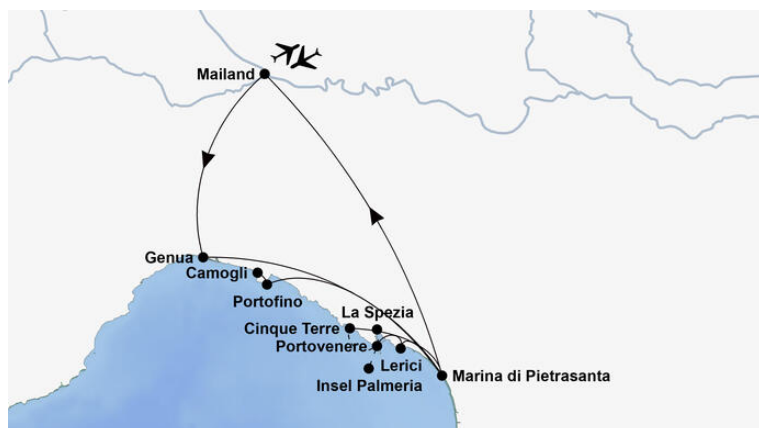 Mailand
Genua
Camogli
Portofino
La Spezia
Cinque Terre
Portovenere
Lerici
Marina di Pietrasanta
Insel Palmeria